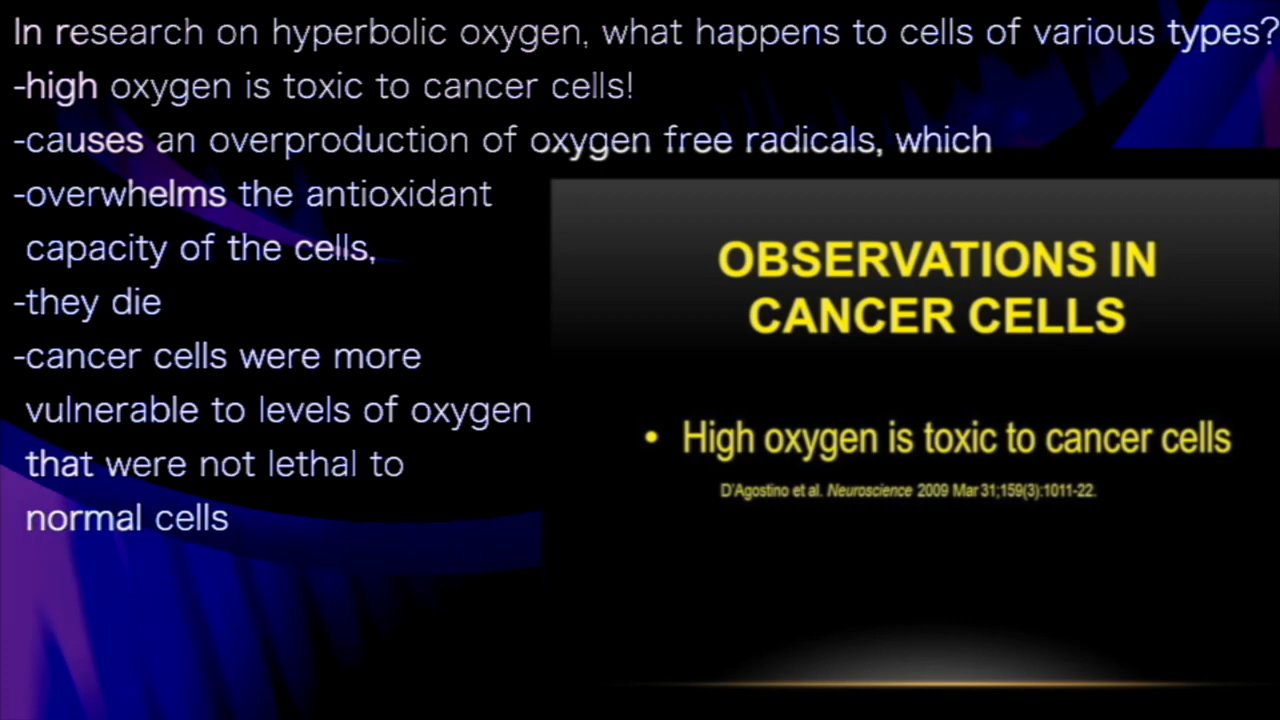 In research on hyperbolic oxygen, what happens to cells of various types?
-high oxygen is toxic to cancer cells!
-causes an overproduction of oxygen free radicals, which
-overwhelms the antioxidant
capacity of the cells,
-they die
-cancer cells were more
vulnerable to levels of oxygen
that were not lethal to
normal cells
OBSERVATIONS IN
CANCER CELLS
• High oxygen is toxic to cancer cells
D'Agostino et al. Neuroscience 2009 Mar 31;159(3):1011-22.